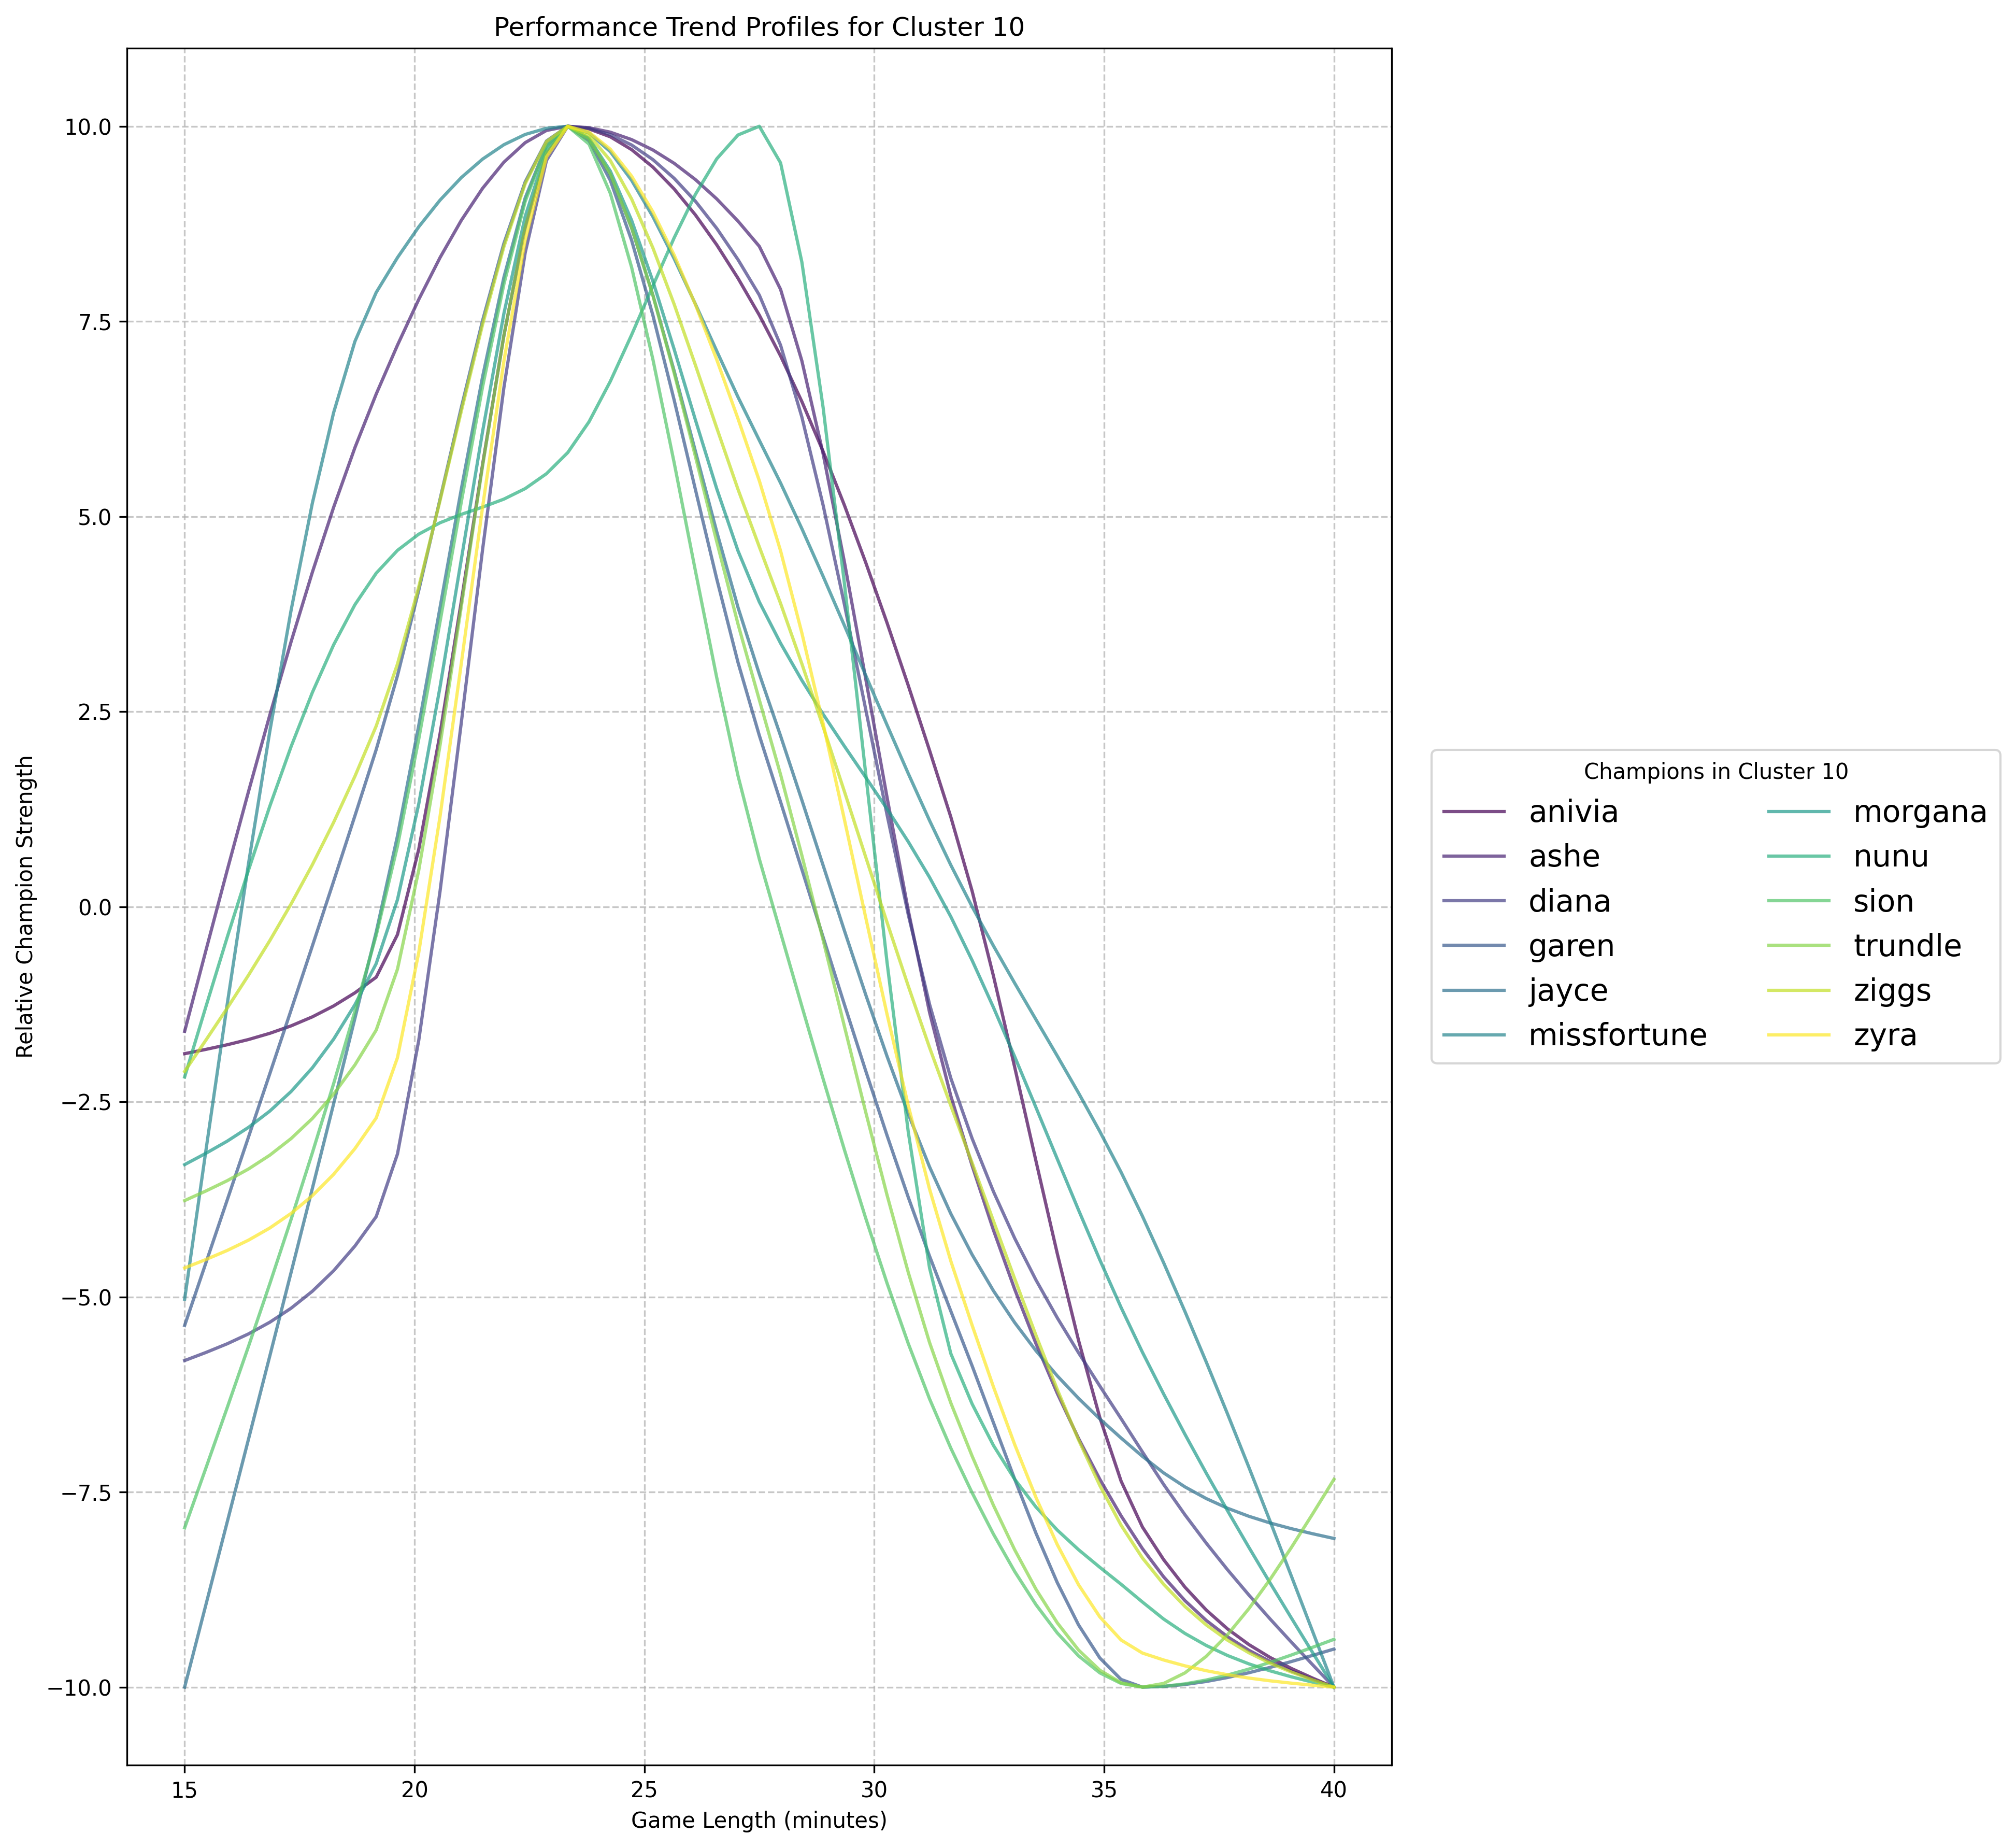 Performance Trend Profiles for Cluster 10
10.0
7.5
5.0
2.5
0.0
−2.5
−5.0
−7.5
−10.0
Relative Champion Strength
15 20 25 30 35 40
Game Length (minutes)
Champions in Cluster 10
anivia
ashe
diana
garen
jayce
missfortune
morgana
nunu
sion
trundle
ziggs
zyra